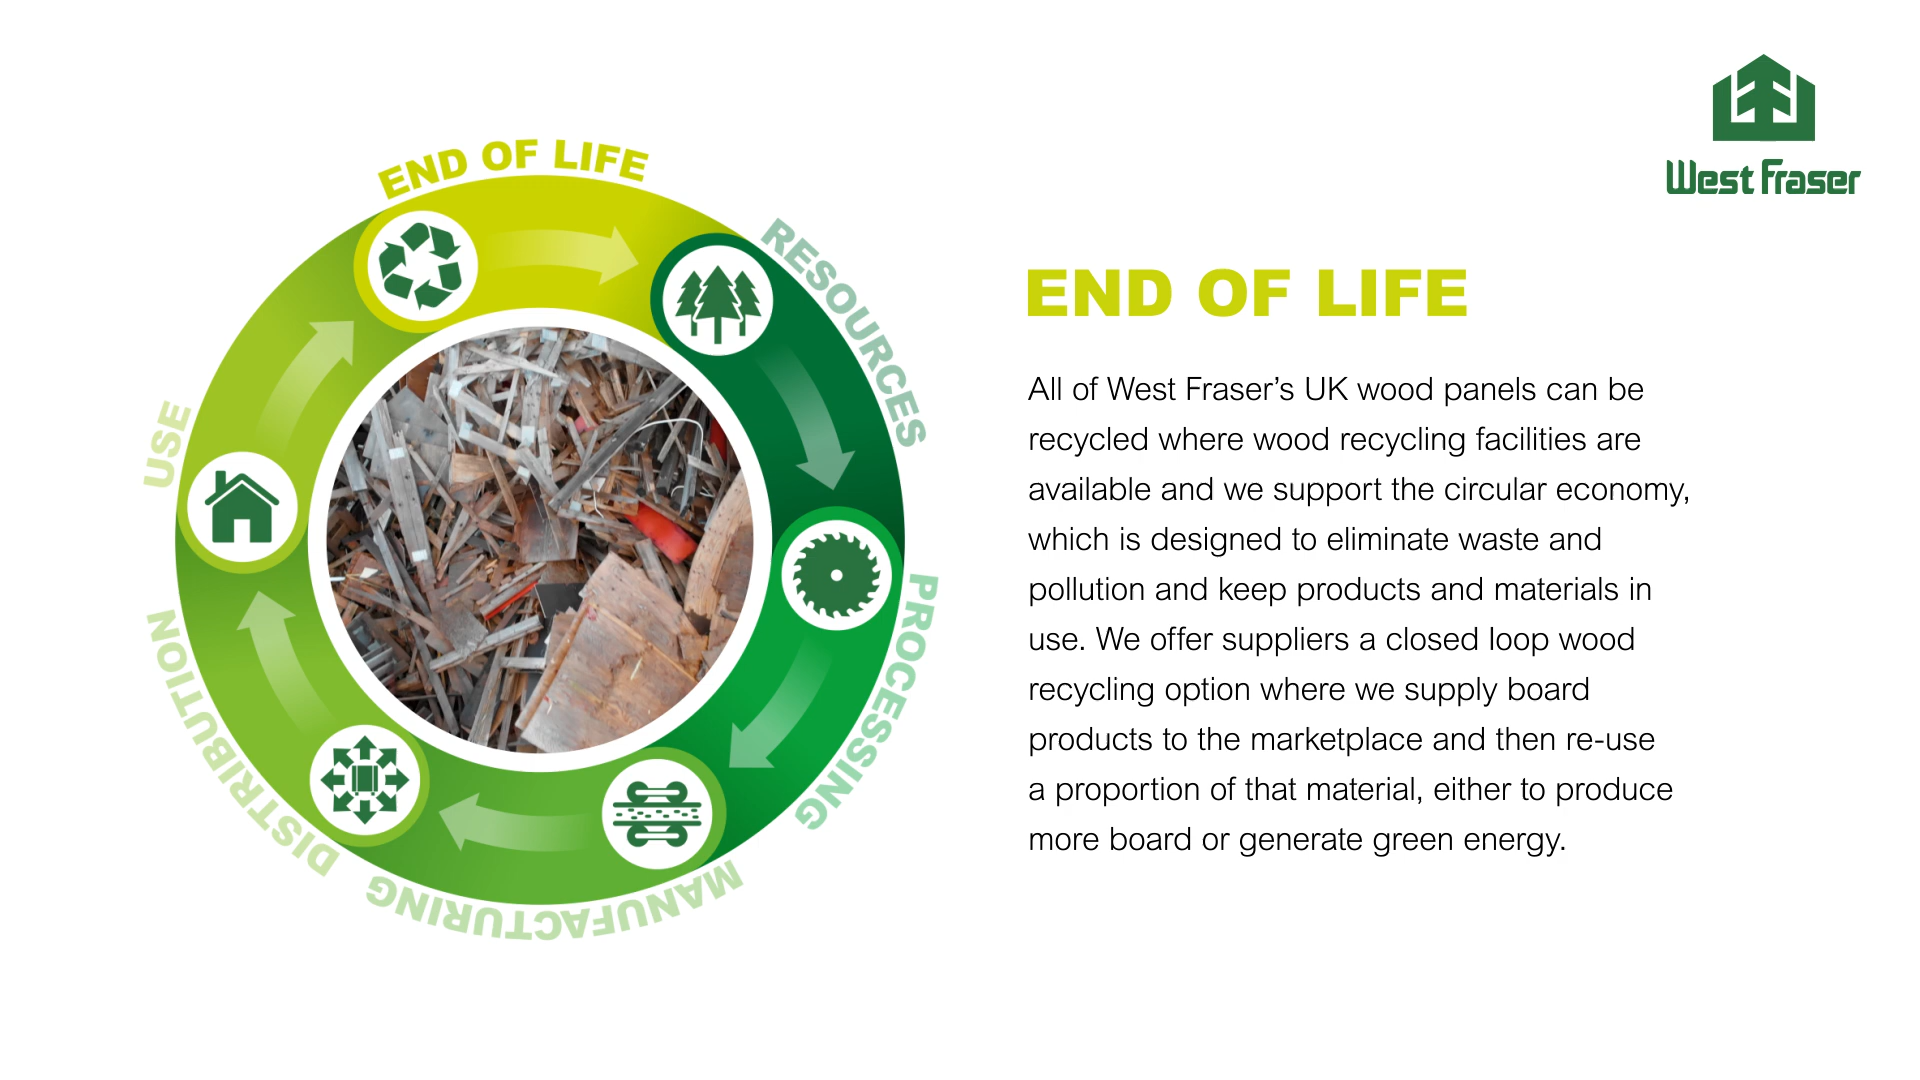 West Fraser
END OF LIFE
RESOURCES
PROCESSING
MANUFACTURING
DISTRIBUTION
USE
END OF LIFE
All of West Fraser’s UK wood panels can be
recycled where wood recycling facilities are
available and we support the circular economy,
which is designed to eliminate waste and
pollution and keep products and materials in
use. We offer suppliers a closed loop wood
recycling option where we supply board
products to the marketplace and then re-use
a proportion of that material, either to produce
more board or generate green energy.